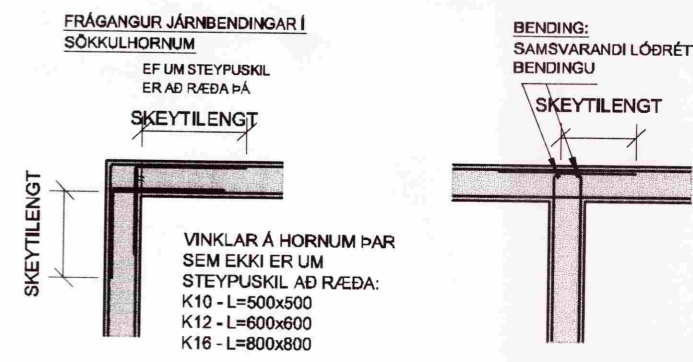 FRÁGANGUR JÁRNBENDINGAR Í
SÖKKULHORNUM
EF UM STEYPUSKIL
ER AÐ RÆÐA ÞÁ
SKEYTILENGT
SKEYTILENGT
VINKLAR Á HORNUM ÞAR
SEM EKKI ER UM
STEYPUSKIL AÐ RÆÐA:
K10 - L=500x500
K12 - L=600x600
K16 - L=800x800
BENDING:
SAMSVARANDI LÓÐRÉT
BENDINGU
SKEYTILENGT